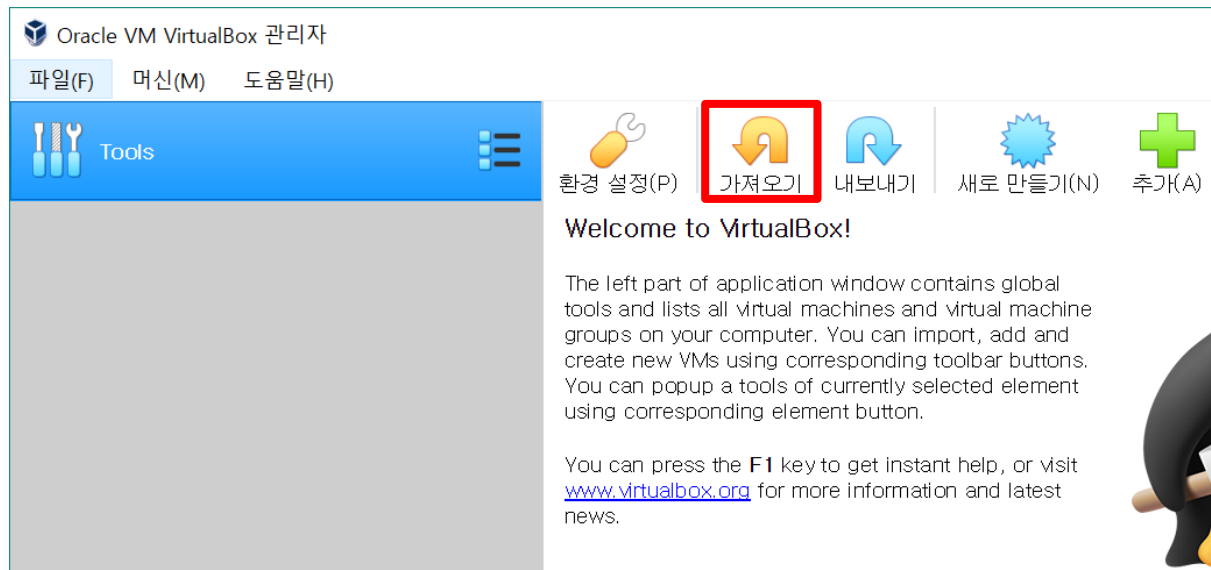 Oracle VM VirtualBox 관리자
파일(F) 머신(M) 도움말(H)
Tools
환경 설정(P) 가져오기 내보내기 새로 만들기(N) 추가(A)
Welcome to VirtualBox!
The left part of application window contains global
tools and lists all virtual machines and virtual machine
groups on your computer. You can import, add and
create new VMs using corresponding toolbar buttons.
You can popup a tools of currently selected element
using corresponding element button.
You can press the F1 key to get instant help, or visit
www.virtualbox.org for more information and latest
news.